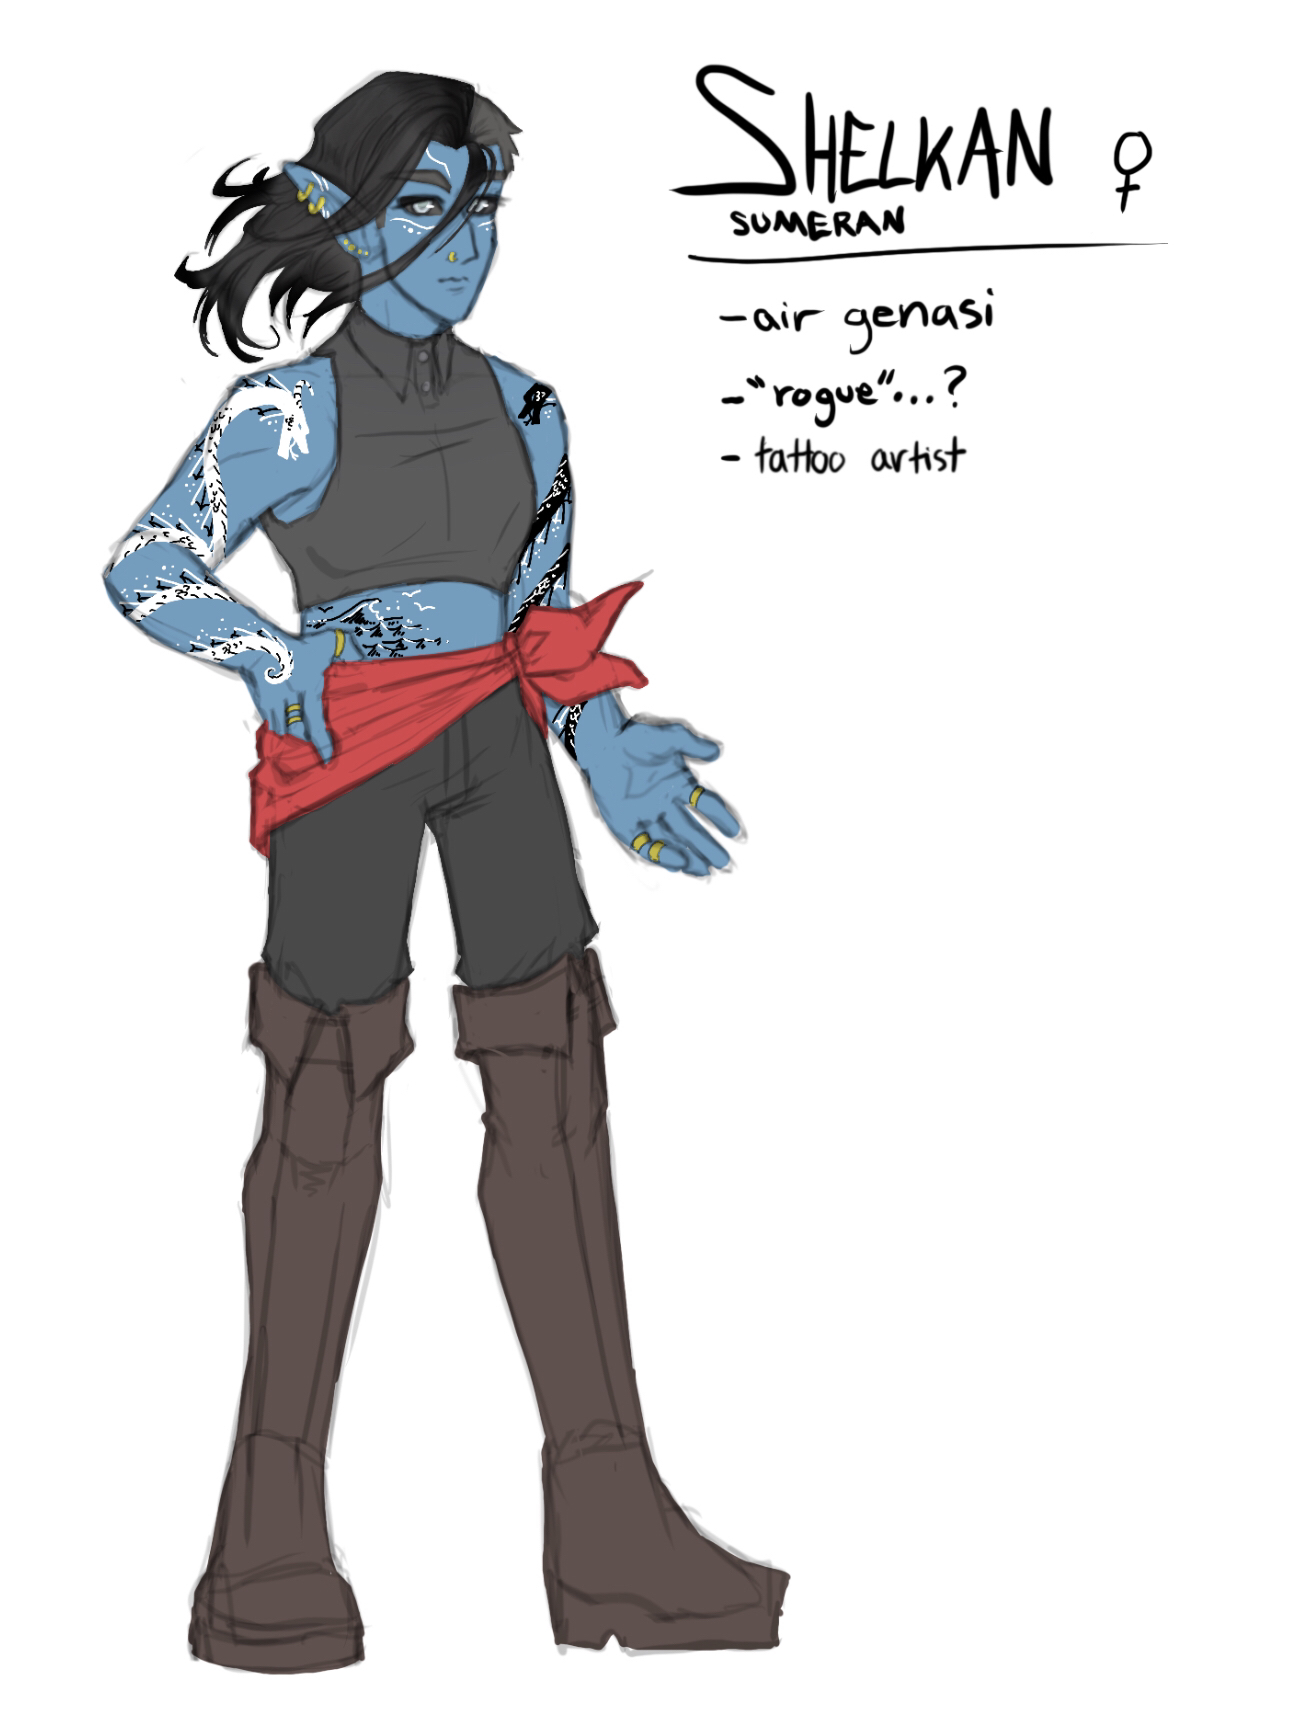 SHELKAN ♀
SUMERAN
-air genasi
-"rogue"...?
- tattoo artist